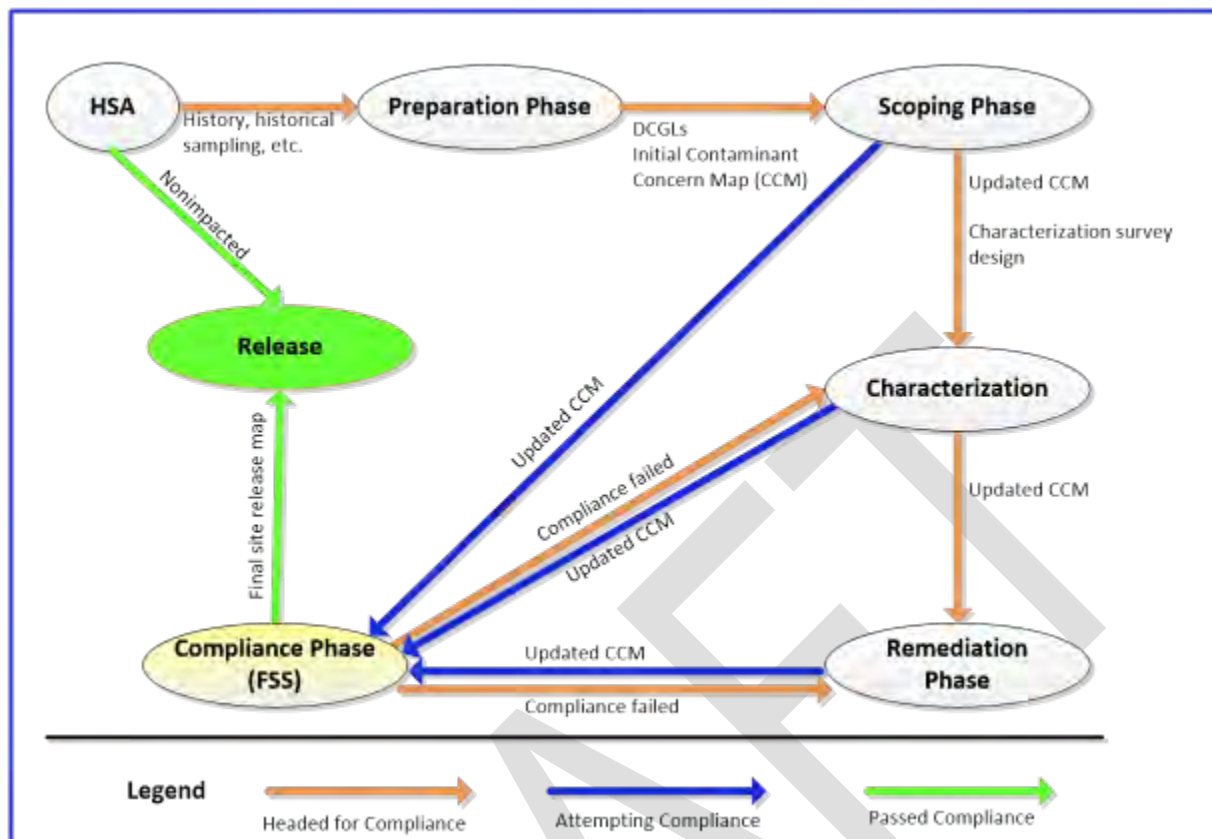 HSA
Preparation Phase
Scoping Phase
History, historical
sampling, etc.
DCGLs
Initial Contaminant
Concern Map (CCM)
Updated CCM
Characterization survey
design
Nonimpacted
Release
Updated CCM
Characterization
Final site release map
Compliance failed
Updated CCM
Updated CCM
Compliance Phase
(FSS)
Updated CCM
Compliance failed
Remediation
Phase
Legend
Headed for Compliance
Attempting Compliance
Passed Compliance